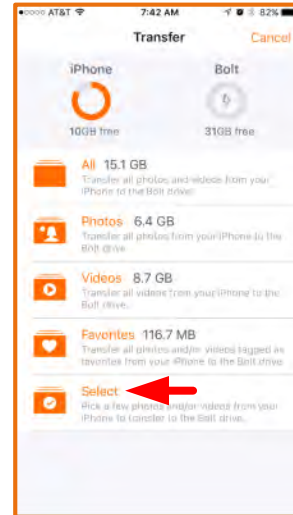 AT&T 7:42 AM 82%
Transfer Cancel
iPhone Bolt
10GB free 31GB free
All 15.1 GB
Transfer all photos and videos from your
iPhone to the Bolt drive.
Photos 6.4 GB
Transfer all photos from your iPhone to the
Bolt drive.
Videos 8.7 GB
Transfer all videos from your iPhone to the
Bolt drive.
Favorites 116.7 MB
Transfer all photos and/or videos tagged as
favorites from your iPhone to the Bolt drive.
Select
Pick a few photos and/or videos from your
iPhone to transfer to the Bolt drive.